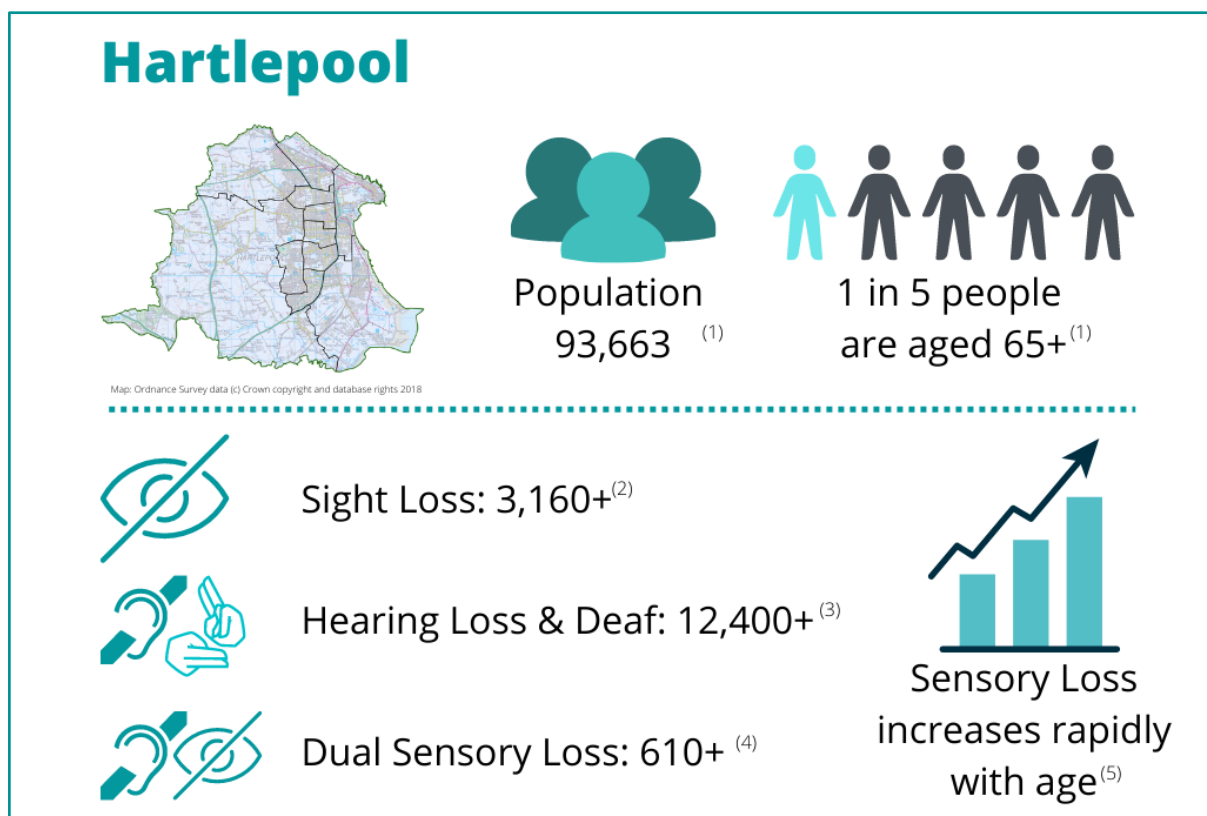 Hartlepool
Population
93,663 (1)
1 in 5 people
are aged 65+(1)
Map: Ordnance Survey data (c) Crown copyright and database rights 2018
Sight Loss: 3,160+(2)
Hearing Loss & Deaf: 12,400+(3)
Dual Sensory Loss: 610+ (4)
Sensory Loss
increases rapidly
with age(5)